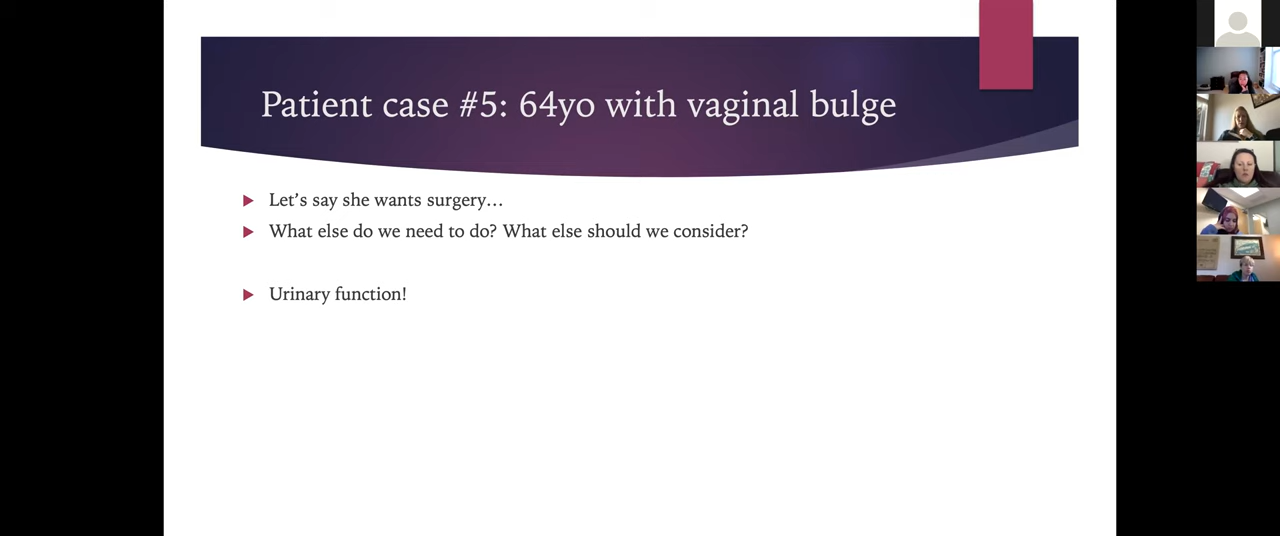 Patient case #5: 64yo with vaginal bulge
Let's say she wants surgery…
What else do we need to do? What else should we consider?
Urinary function!